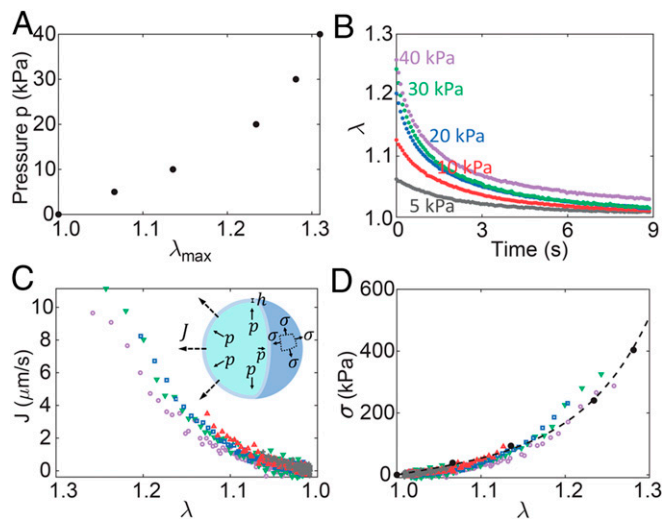 A
Pressure p (kPa)
40
30
20
10
0
1.0
1.1
1.2
1.3
λmax
B
λ
1.3
1.2
1.1
1.0
40 kPa
30 kPa
20 kPa
10 kPa
5 kPa
0
3
6
9
Time (s)
C
J (μm/s)
10
8
6
4
2
0
1.3
1.2
1.1
1.0
λ
J
h
p
p
p
p
p
p
σ
σ
σ
σ
D
σ (kPa)
600
400
200
0
1.0
1.1
1.2
1.3
λ